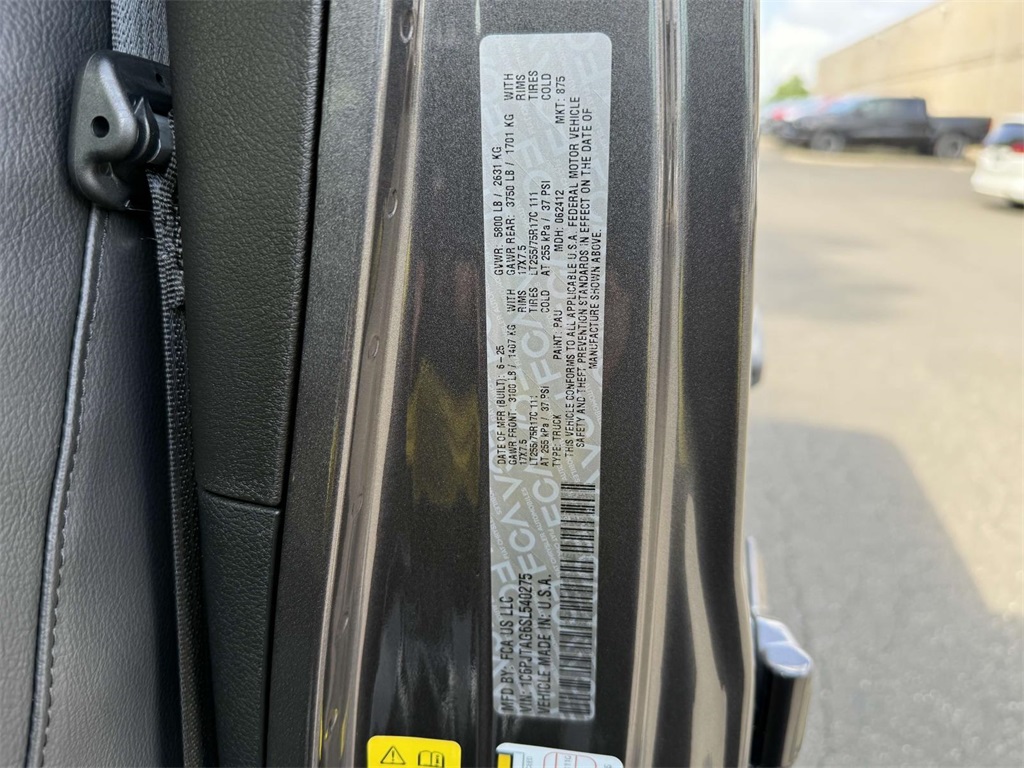 MFD BY: FCA US LLC
DATE OF MFR (BUILT): 6-25
GVWR: 5800 LB / 2631 KG
GAWR FRONT: 3100 LB / 1407 KG WITH
GAWR REAR: 3750 LB / 1701 KG WITH
17X7.5 RIMS
17X7.5 RIMS
LT255/75R17C 111 TIRES
LT255/75R17C 111 TIRES
AT 255 kPa / 37 PSI COLD
AT 255 kPa / 37 PSI COLD
VIN: 1C6PJTAG6SL540275
TYPE: TRUCK
PAINT: PAU
MDH: 062412
MKT: 875
VEHICLE MADE IN: U.S.A.
THIS VEHICLE CONFORMS TO ALL APPLICABLE U.S.A. FEDERAL MOTOR VEHICLE
SAFETY AND THEFT PREVENTION STANDARDS IN EFFECT ON THE DATE OF
MANUFACTURE SHOWN ABOVE.
FCA
FCA